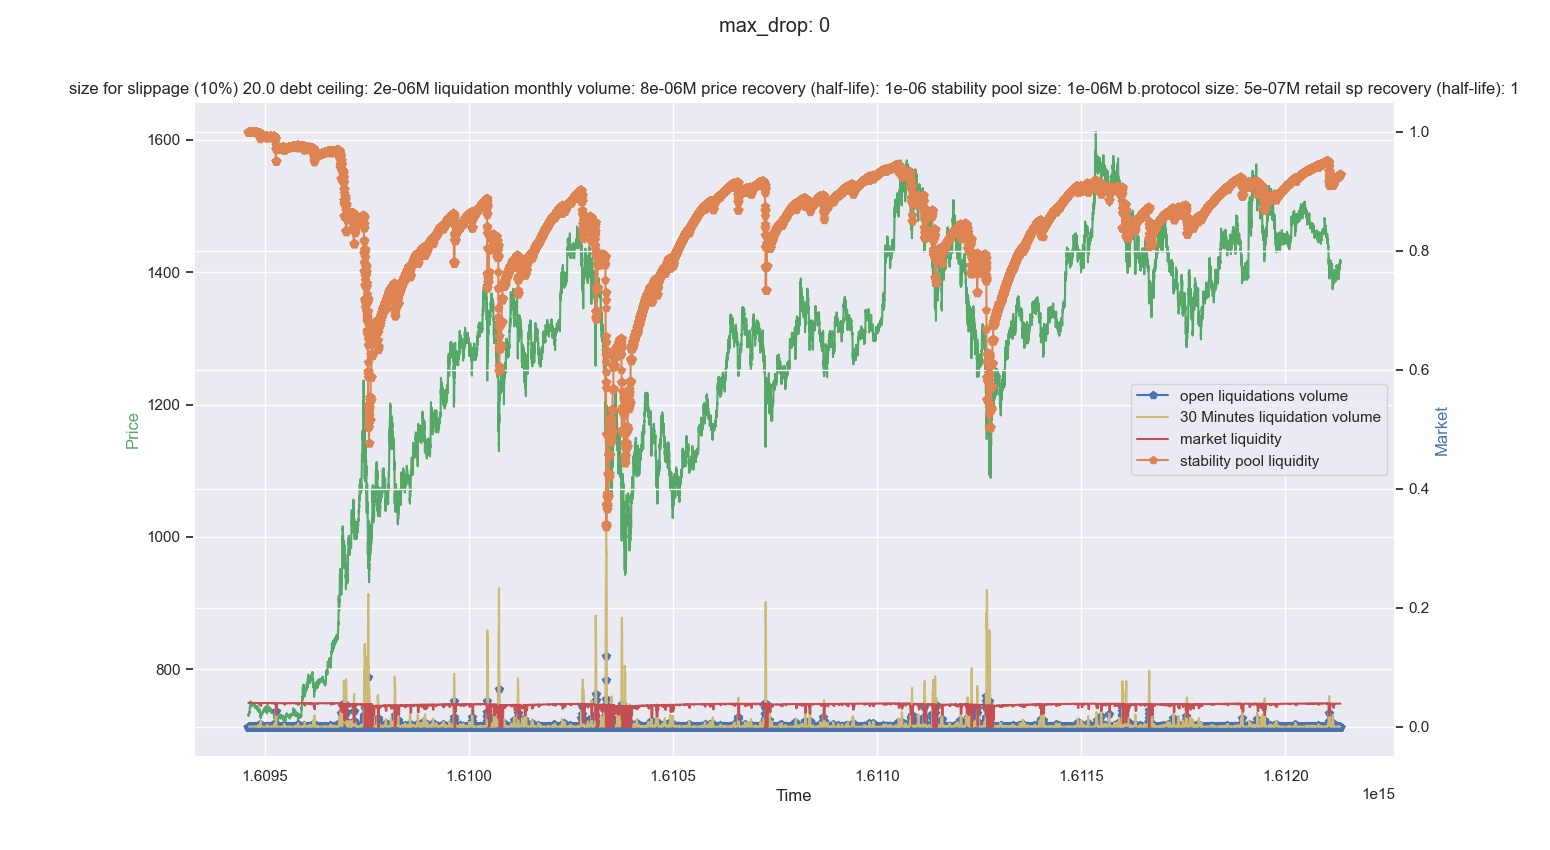 max_drop: 0
size for slippage (10%) 20.0 debt ceiling: 2e-06M liquidation monthly volume: 8e-06M price recovery (half-life): 1e-06 stability pool size: 1e-06M b.protocol size: 5e-07M retail sp recovery (half-life): 1
1600
1400
1200
1000
800
Price
1.0
0.8
0.6
0.4
0.2
0.0
Market
open liquidations volume
30 Minutes liquidation volume
market liquidity
stability pool liquidity
1.6095 1.6100 1.6105 1.6110 1.6115 1.6120
Time
1e15